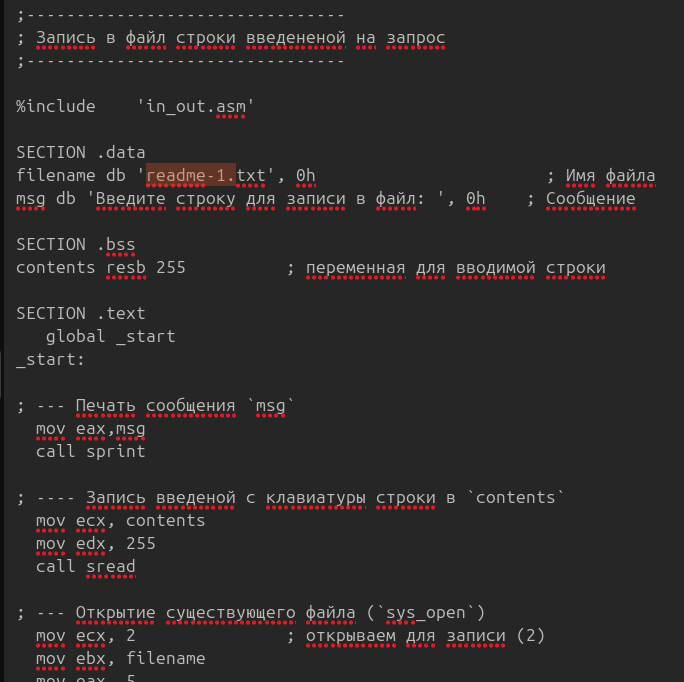 ;--------------------------------
; Запись в файл строки введененой на запрос
;--------------------------------
%include    'in_out.asm'
SECTION .data
filename db 'readme-1.txt', 0h                       ; Имя файла
msg db 'Введите строку для записи в файл: ', 0h    ; Сообщение
SECTION .bss
contents resb 255          ; переменная для вводимой строки
SECTION .text
   global _start
_start:
; --- Печать сообщения `msg`
  mov eax,msg
  call sprint
; ---- Запись введеной с клавиатуры строки в `contents`
  mov ecx, contents
  mov edx, 255
  call sread
; --- Открытие существующего файла (`sys_open`)
  mov ecx, 2               ; открываем для записи (2)
  mov ebx, filename
  mov eax, 5